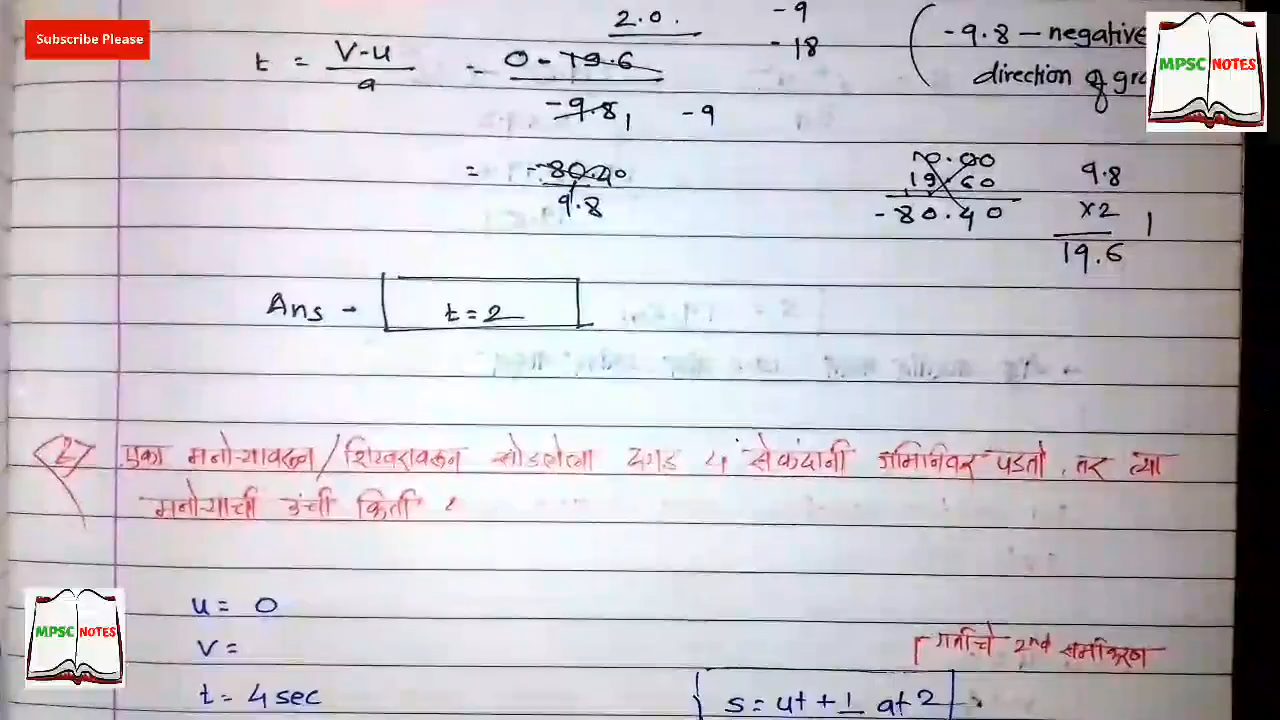 Subscribe Please
2.0.
-9
-18
(-9.8 - negative
direction of gra
MPSC NOTES
t = V-u / a = 0 - 19.6 / -9.8, -9
= -80.40 / 9.8
19.60
-80.40
9.8
x2
19.6
Ans - t = 2
2) एका मनोऱ्यावरून/शिखरावरून सोडलेला दगड 4 सेकंदानी जमिनिवर पडतो, तर त्या
मनोऱ्याची उंची किती
u = 0
MPSC NOTES
v =
गतीचे 2nd समीकरण
t = 4 sec
s = ut + 1 at 2